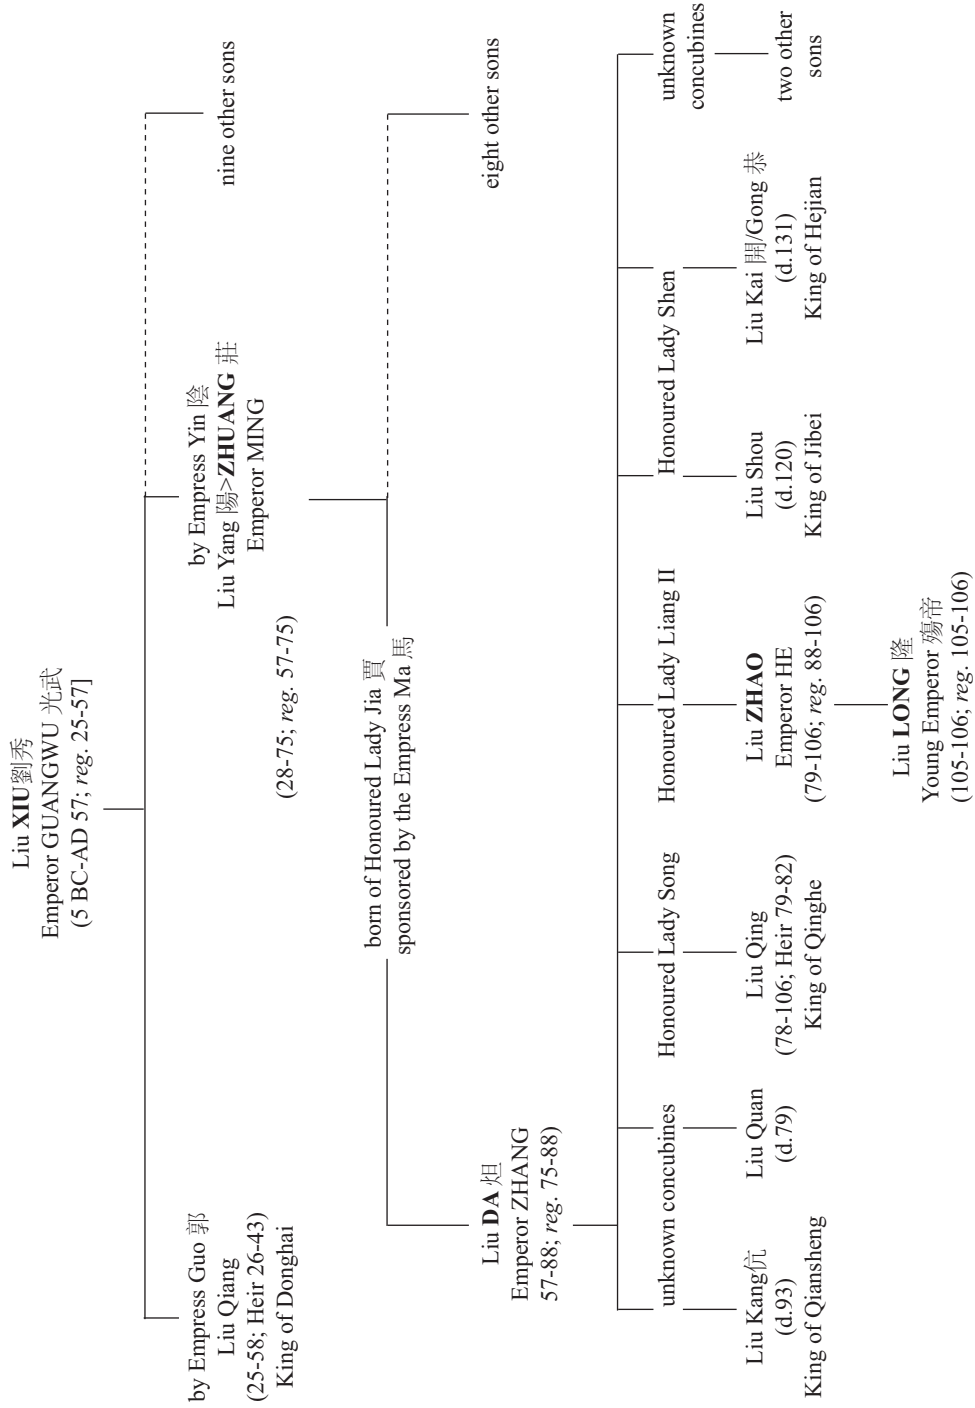 Liu XIU劉秀
Emperor GUANGWU 光武
(5 BC-AD 57; reg. 25-57]
by Empress Guo 郭
Liu Qiang
(25-58; Heir 26-43)
King of Donghai
by Empress Yin 陰
Liu Yang 陽>ZHUANG 莊
Emperor MING
(28-75; reg. 57-75)
nine other sons
born of Honoured Lady Jia 賈
sponsored by the Empress Ma 馬
Liu DA 炟
Emperor ZHANG
57-88; reg. 75-88)
eight other sons
unknown concubines
Honoured Lady Song
Honoured Lady Liang II
Honoured Lady Shen
unknown
concubines
Liu Kang伉
(d.93)
King of Qiansheng
Liu Quan
(d.79)
Liu Qing
(78-106; Heir 79-82)
King of Qinghe
Liu ZHAO
Emperor HE
(79-106; reg. 88-106)
Liu Shou
(d.120)
King of Jibei
Liu Kai 開/Gong 恭
(d.131)
King of Hejian
two other
sons
Liu LONG 隆
Young Emperor 殤帝
(105-106; reg. 105-106)